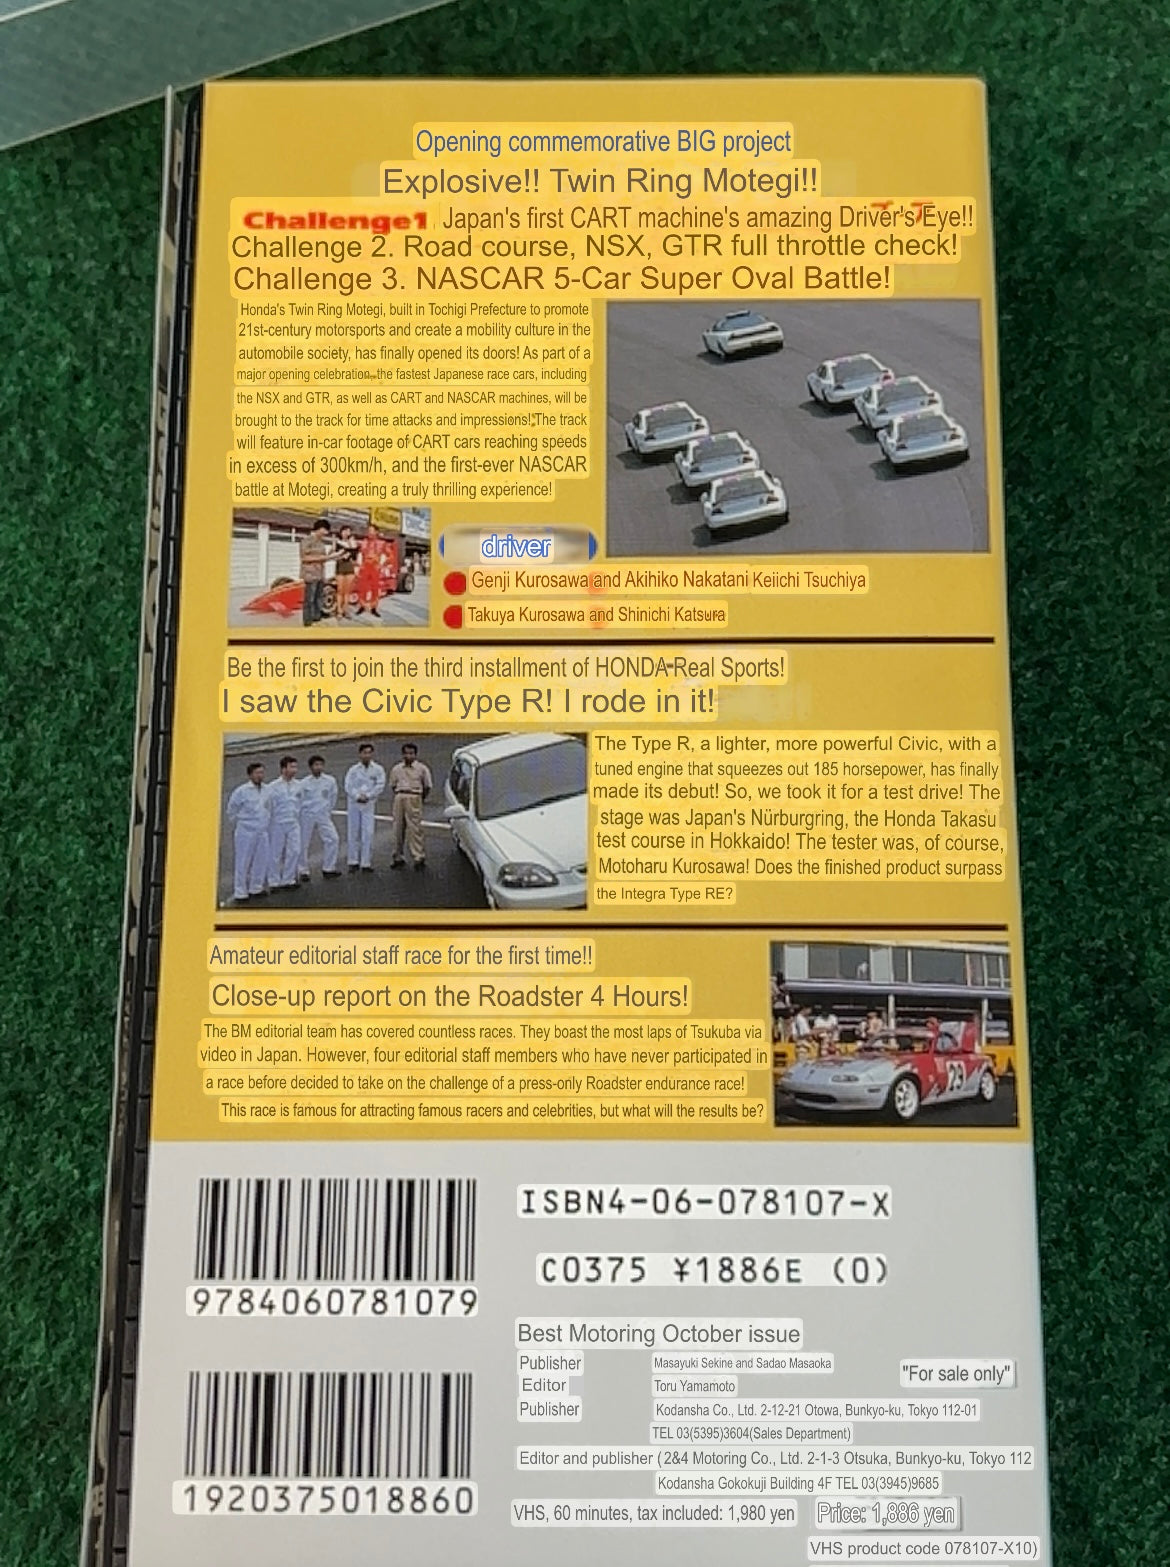 Opening commemorative BIG project
Explosive!! Twin Ring Motegi!!
Challenge1 Japan's first CART machine's amazing Driver's Eye!!
Challenge 2. Road course, NSX, GTR full throttle check!
Challenge 3. NASCAR 5-Car Super Oval Battle!
Honda's Twin Ring Motegi, built in Tochigi Prefecture to promote
21st-century motorsports and create a mobility culture in the
automobile society, has finally opened its doors! As part of a
major opening celebration, the fastest Japanese race cars, including
the NSX and GTR, as well as CART and NASCAR machines, will be
brought to the track for time attacks and impressions! The track
will feature in-car footage of CART cars reaching speeds
in excess of 300km/h, and the first-ever NASCAR
battle at Motegi, creating a truly thrilling experience!
driver
Genji Kurosawa and Akihiko Nakatani Keiichi Tsuchiya
Takuya Kurosawa and Shinichi Katsura
Be the first to join the third installment of HONDA Real Sports!
I saw the Civic Type R! I rode in it!
The Type R, a lighter, more powerful Civic, with a
tuned engine that squeezes out 185 horsepower, has finally
made its debut! So, we took it for a test drive! The
stage was Japan's Nürburgring, the Honda Takasu
test course in Hokkaido! The tester was, of course,
Motoharu Kurosawa! Does the finished product surpass
the Integra Type RE?
Amateur editorial staff race for the first time!!
Close-up report on the Roadster 4 Hours!
The BM editorial team has covered countless races. They boast the most laps of Tsukuba via
video in Japan. However, four editorial staff members who have never participated in
a race before decided to take on the challenge of a press-only Roadster endurance race!
This race is famous for attracting famous racers and celebrities, but what will the results be?
23
ISBN4-06-078107-X
C0375 ¥1886E (0)
9784060781079
Best Motoring October issue
Publisher Masayuki Sekine and Sadao Masaoka
"For sale only"
Editor Toru Yamamoto
Publisher Kodansha Co., Ltd. 2-12-21 Otowa, Bunkyo-ku, Tokyo 112-01
TEL 03(5395)3604(Sales Department)
Editor and publisher (2&4 Motoring Co., Ltd. 2-1-3 Otsuka, Bunkyo-ku, Tokyo 112
Kodansha Gokokuji Building 4F TEL 03(3945)9685
1920375018860
VHS, 60 minutes, tax included: 1,980 yen Price: 1,886 yen
VHS product code 078107-X10)